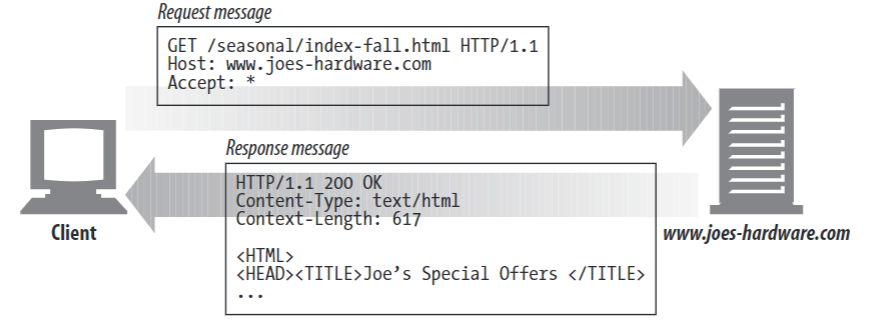 Request message
GET /seasonal/index-fall.html HTTP/1.1
Host: www.joes-hardware.com
Accept: *
Response message
HTTP/1.1 200 OK
Content-Type: text/html
Context-Length: 617
<HTML>
<HEAD><TITLE>Joe’s Special Offers </TITLE>
...
Client
www.joes-hardware.com